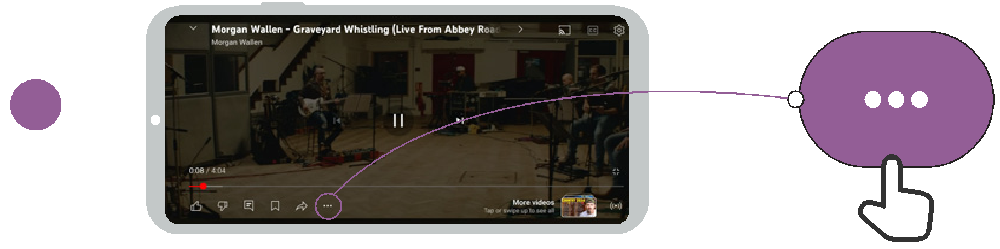 Morgan Wallen – Graveyard Whistling (Live From Abbey Road
Morgan Wallen
CC
0:08 / 4:04
More videos
Tap or swipe up to see all